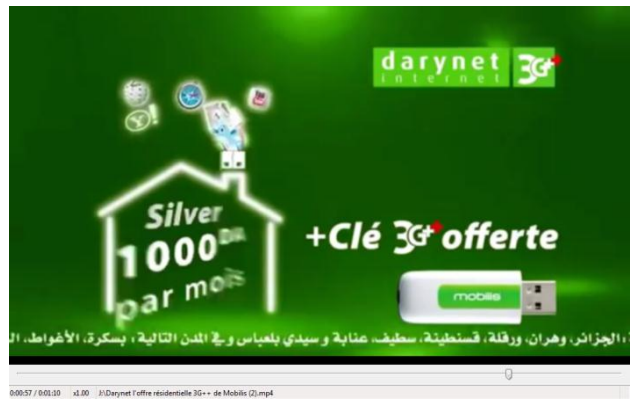 darynet 3G++
internet
Silver
1000 DA
par mois
+Clé 3G++ offerte
mobilis
الجزائر، وهران، ورقلة، قسنطينة، سطيف، عنابة و سيدي بلعباس و في المدن التالية : بسكرة، الأغواط، ال
0:00:57 / 0:01:10 x1.00 J:\Darynet l'offre résidentielle 3G++ de Mobilis (2).mp4